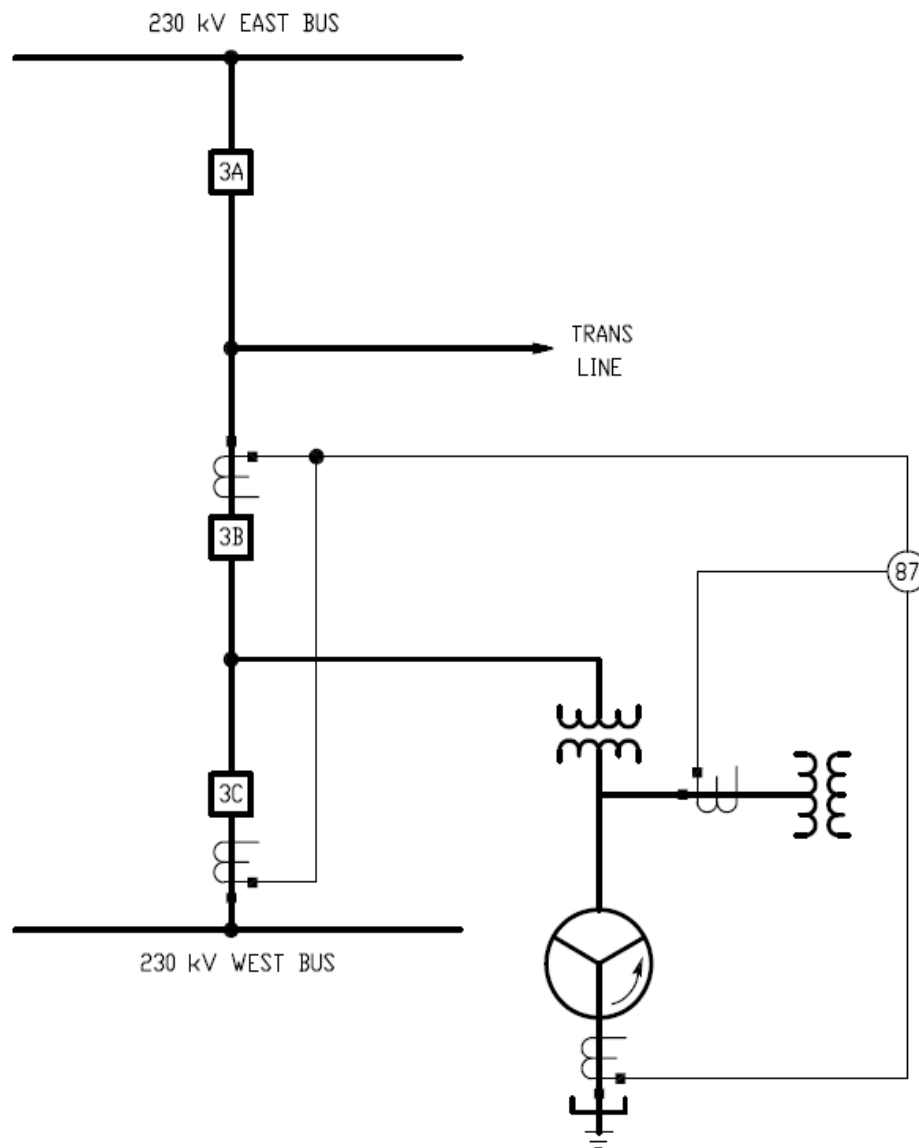 230 kV EAST BUS
3A
TRANS
LINE
3B
87
3C
230 kV WEST BUS